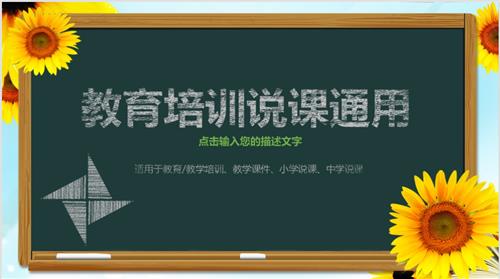 教育培训说课通用
点击输入您的描述文字
适用于教育/教学培训、教学课件、小学说课、中学说课